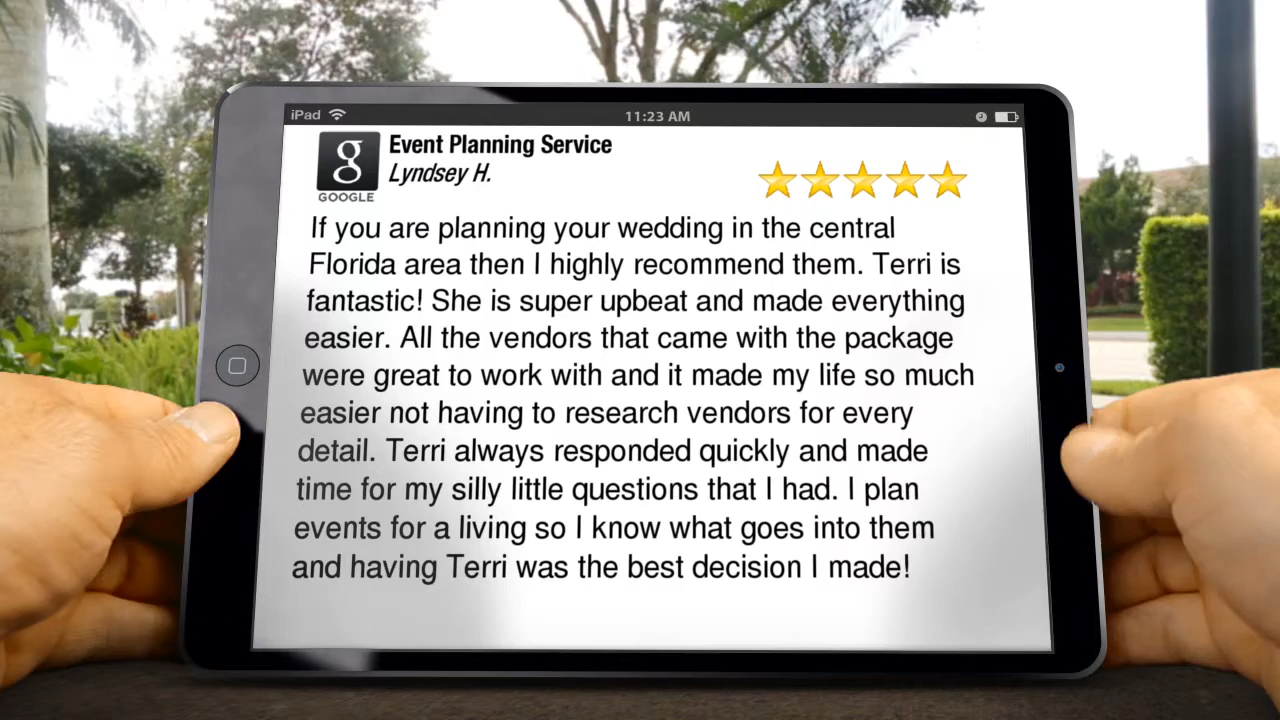 iPad
11:23 AM
g
GOOGLE
Event Planning Service
Lyndsey H.
If you are planning your wedding in the central
Florida area then I highly recommend them. Terri is
fantastic! She is super upbeat and made everything
easier. All the vendors that came with the package
were great to work with and it made my life so much
easier not having to research vendors for every
detail. Terri always responded quickly and made
time for my silly little questions that I had. I plan
events for a living so I know what goes into them
and having Terri was the best decision I made!